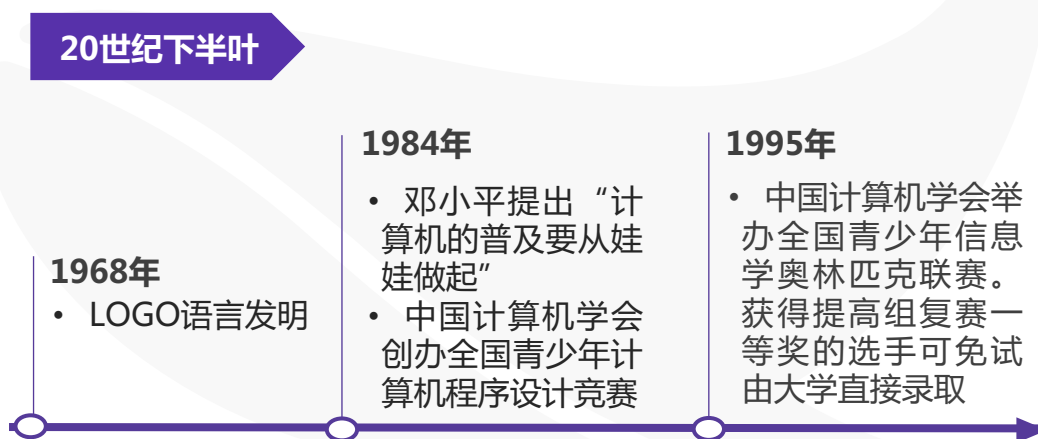 20世纪下半叶
1968年
• LOGO语言发明
1984年
• 邓小平提出“计
算机的普及要从娃
娃做起”
• 中国计算机学会
创办全国青少年计
算机程序设计竞赛
1995年
• 中国计算机学会举
办全国青少年信息
学奥林匹克联赛。
获得提高组复赛一
等奖的选手可免试
由大学直接录取